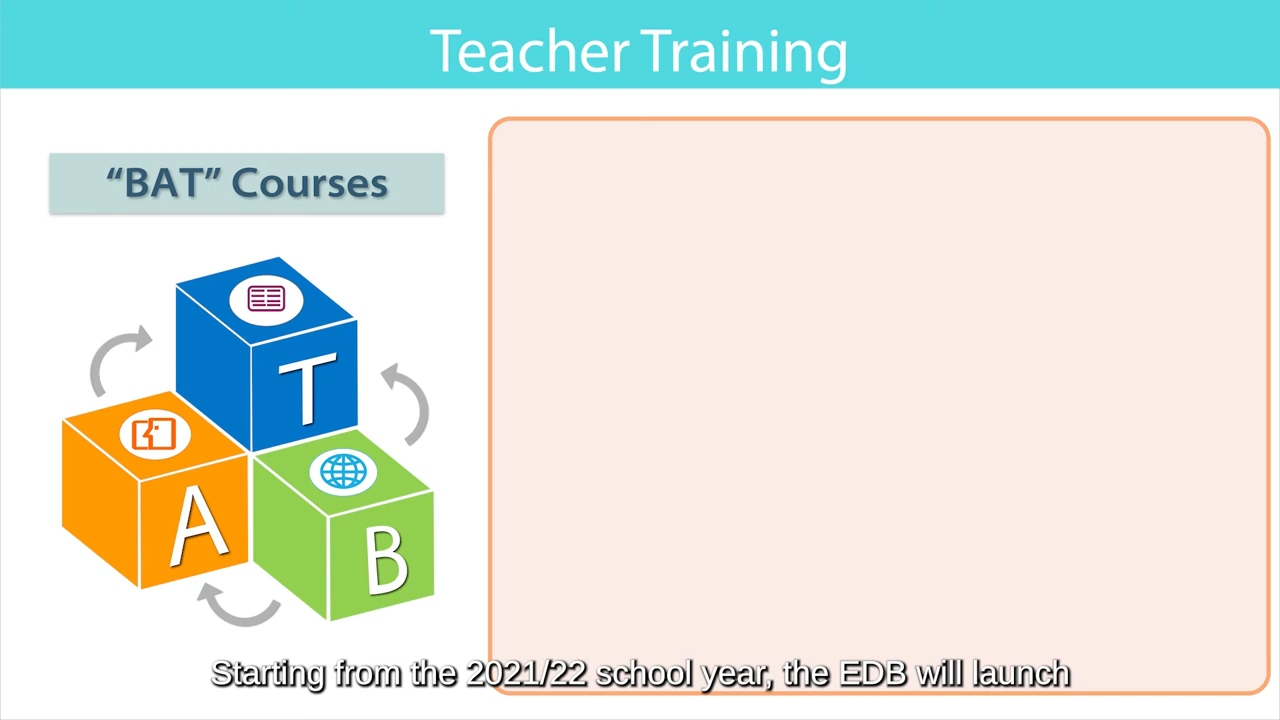 Teacher Training
“BAT” Courses
T
A
B
Starting from the 2021/22 school year, the EDB will launch